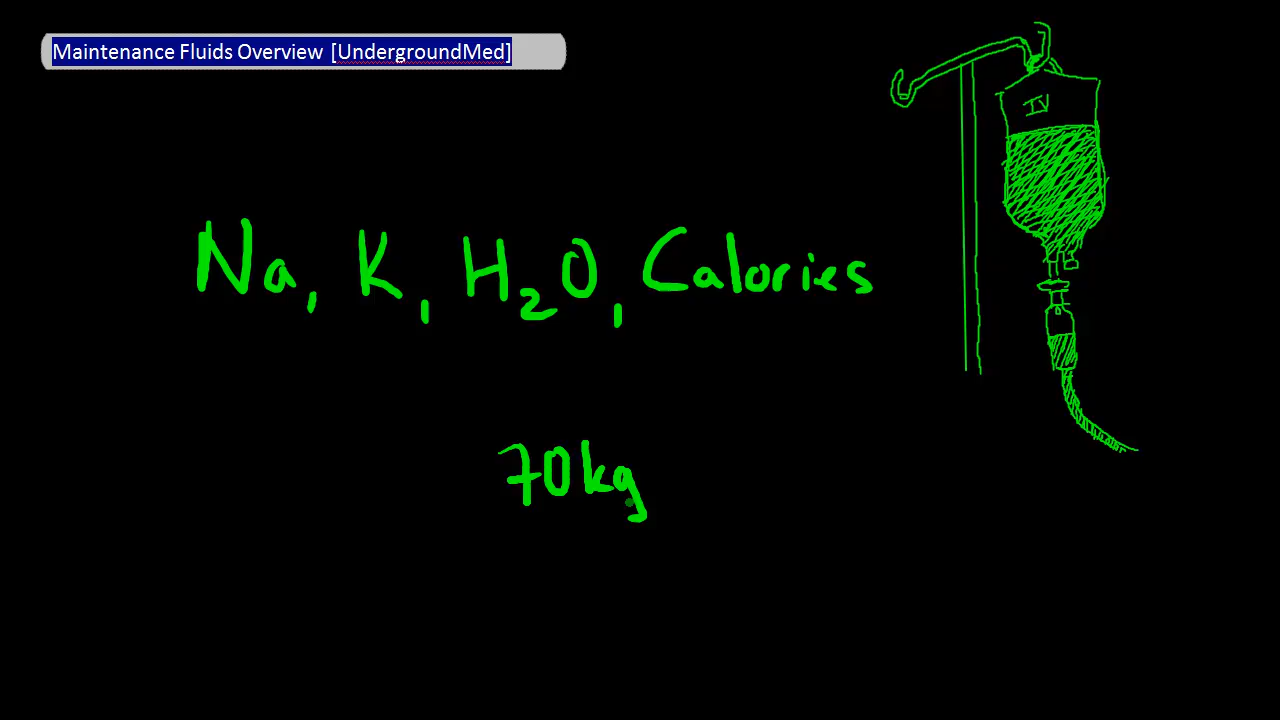 Maintenance Fluids Overview [UndergroundMed]
IV
Na, K, H₂O, Calories
70kg